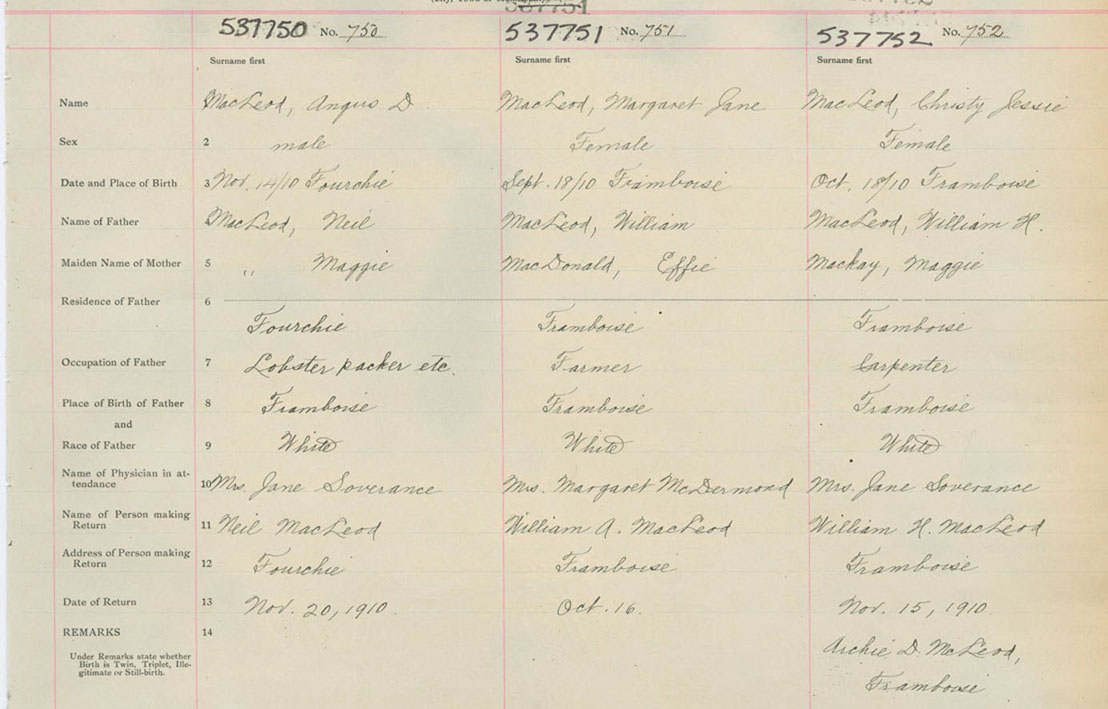 537750 No. 750 537751 No. 751 537752 No. 752
Surname first Surname first Surname first
Name MacLeod, Angus D MacLeod, Margaret Jane MacLeod, Christy Jessie
Sex 2 male Female Female
Date and Place of Birth 3 Nov. 14/10 Fourchie Sept. 18/10 Framboise Oct. 18/10 Framboise
Name of Father MacLeod, Neil MacLeod, William MacLeod, William H.
Maiden Name of Mother 5 " Maggie MacDonald, Effie Mackay, Maggie
Residence of Father 6
Fourchie Framboise Framboise
Occupation of Father 7 Lobster packer etc. Farmer Carpenter
Place of Birth of Father 8 Framboise Framboise Framboise
and
Race of Father 9 White White White
Name of Physician in at-
tendance 10 Mrs. Jane Soverance Mrs. Margaret McDermond Mrs. Jane Soverance
Name of Person making
Return 11 Neil MacLeod William A. MacLeod William H. MacLeod
Address of Person making
Return 12 Fourchie Framboise Framboise
Date of Return 13 Nov. 20, 1910. Oct. 16. Nov. 15, 1910
REMARKS 14
Archie D. McLeod,
Under Remarks state whether
Birth is Twin, Triplet, Ille-
gitimate or Still-birth.
Framboise